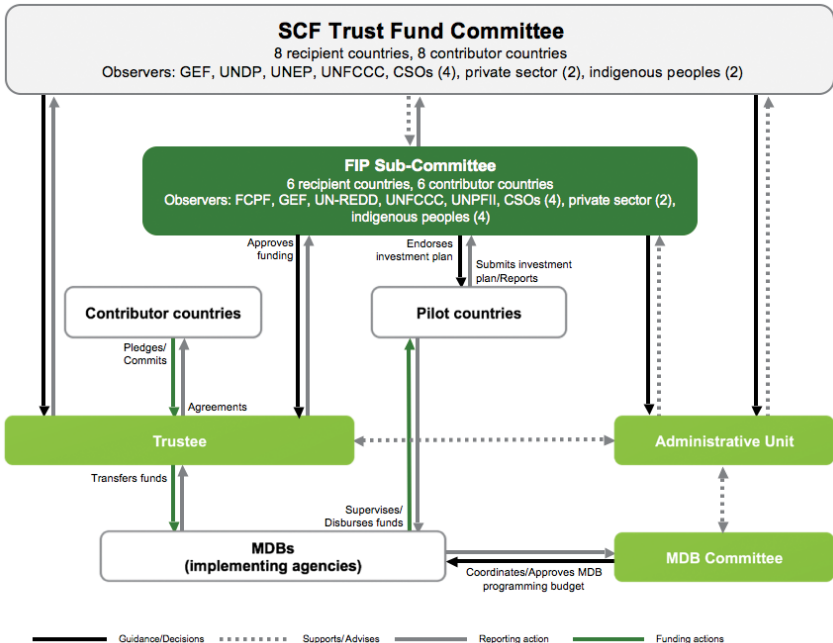 SCF Trust Fund Committee
8 recipient countries, 8 contributor countries
Observers: GEF, UNDP, UNEP, UNFCCC, CSOs (4), private sector (2), indigenous peoples (2)
FIP Sub-Committee
6 recipient countries, 6 contributor countries
Observers: FCPF, GEF, UN-REDD, UNFCCC, UNPFII, CSOs (4), private sector (2),
indigenous peoples (4)
Approves
funding
Endorses
investment plan
Submits investment
plan/Reports
Contributor countries
Pilot countries
Pledges/
Commits
Agreements
Trustee
Administrative Unit
Transfers funds
Supervises/
Disburses funds
MDBs
(implementing agencies)
MDB Committee
Coordinates/Approves MDB
programming budget
Guidance/Decisions
Supports/Advises
Reporting action
Funding actions